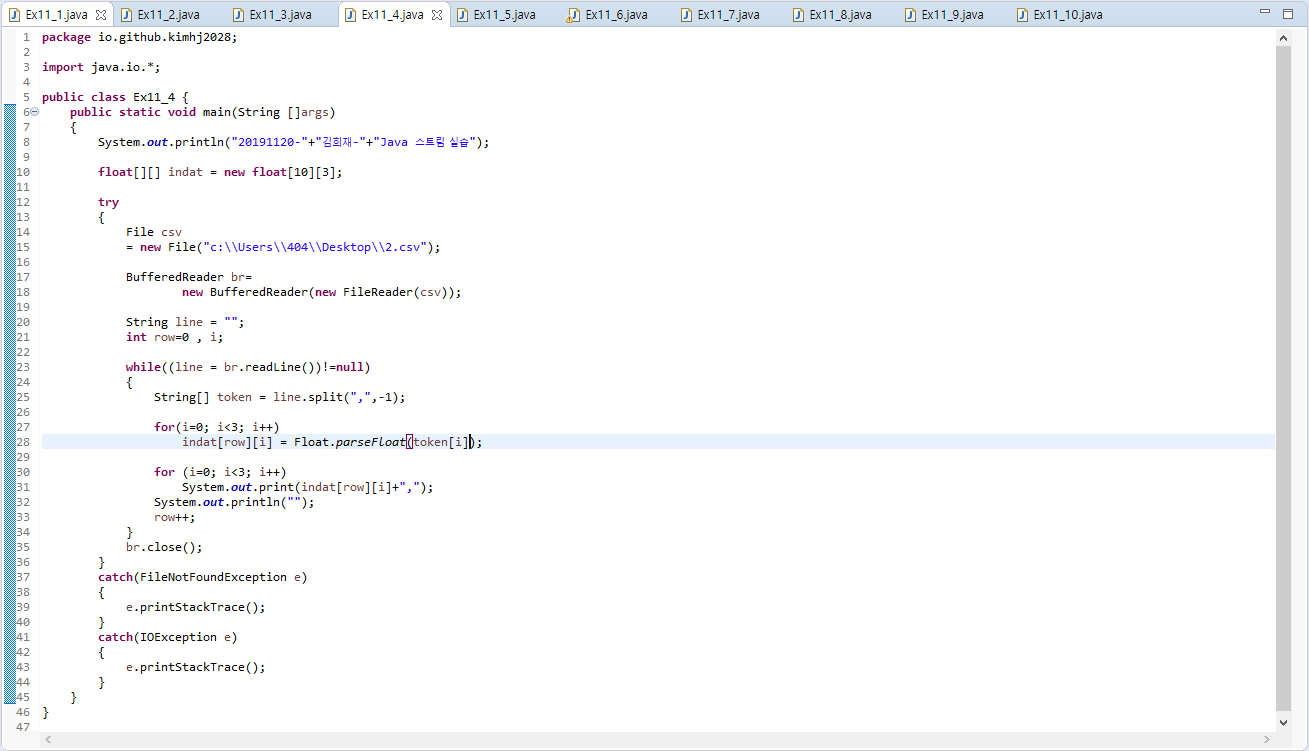 Ex11_1.java Ex11_2.java Ex11_3.java Ex11_4.java Ex11_5.java Ex11_6.java Ex11_7.java Ex11_8.java Ex11_9.java Ex11_10.java
1 package io.github.kimhj2028;
2
3 import java.io.*;
4
5 public class Ex11_4 {
6 public static void main(String []args)
7 {
8 System.out.println("20191120-"+"김희재-"+"Java 스트림 실습");
9
10 float[][] indat = new float[10][3];
11
12 try
13 {
14 File csv
15 = new File("c:\\Users\\404\\Desktop\\2.csv");
16
17 BufferedReader br=
18 new BufferedReader(new FileReader(csv));
19
20 String line = "";
21 int row=0 , i;
22
23 while((line = br.readLine())!=null)
24 {
25 String[] token = line.split(",",-1);
26
27 for(i=0; i<3; i++)
28 indat[row][i] = Float.parseFloat(token[i]);
29
30 for (i=0; i<3; i++)
31 System.out.print(indat[row][i]+",");
32 System.out.println("");
33 row++;
34 }
35 br.close();
36 }
37 catch(FileNotFoundException e)
38 {
39 e.printStackTrace();
40 }
41 catch(IOException e)
42 {
43 e.printStackTrace();
44 }
45 }
46 }
47